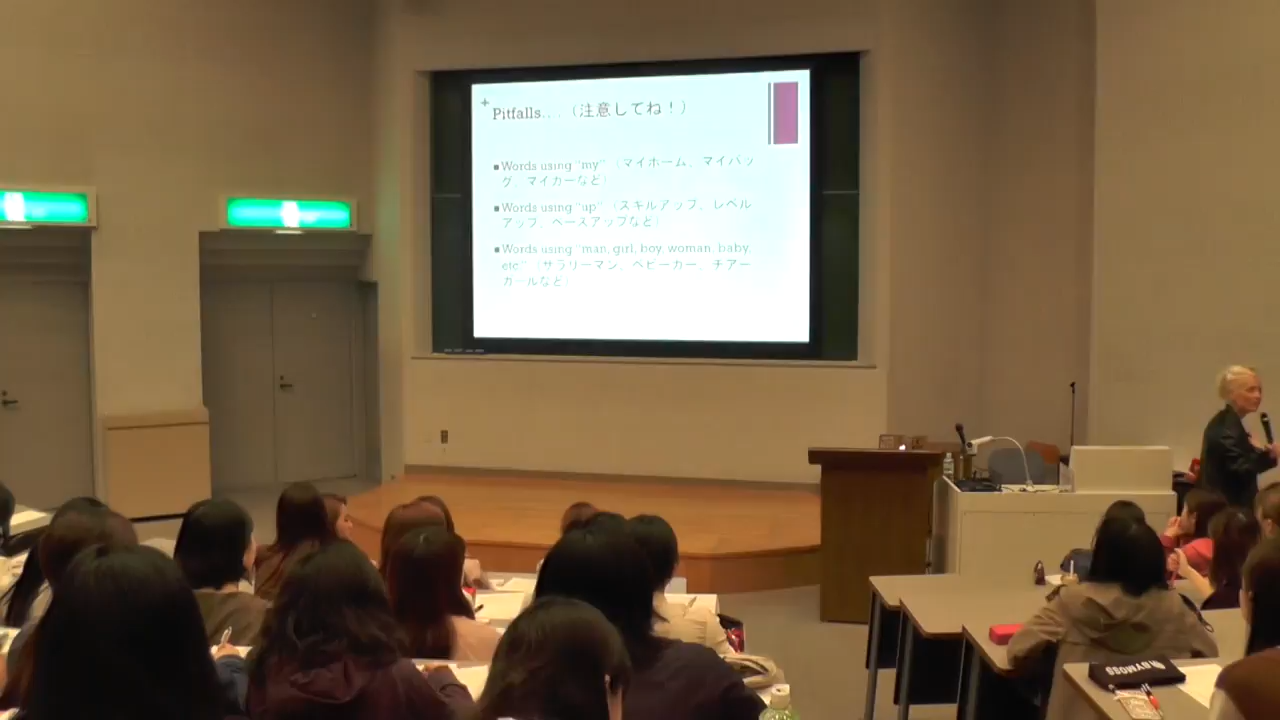 Pitfalls...（注意してね！）
Words using "my"（マイホーム、マイバッ
グ、マイカーなど）
Words using "up"（スキルアップ、レベル
アップ、ベースアップなど）
Words using "man, girl, boy, woman, baby,
etc"（サラリーマン、ベビーカー、チアー
ガールなど）